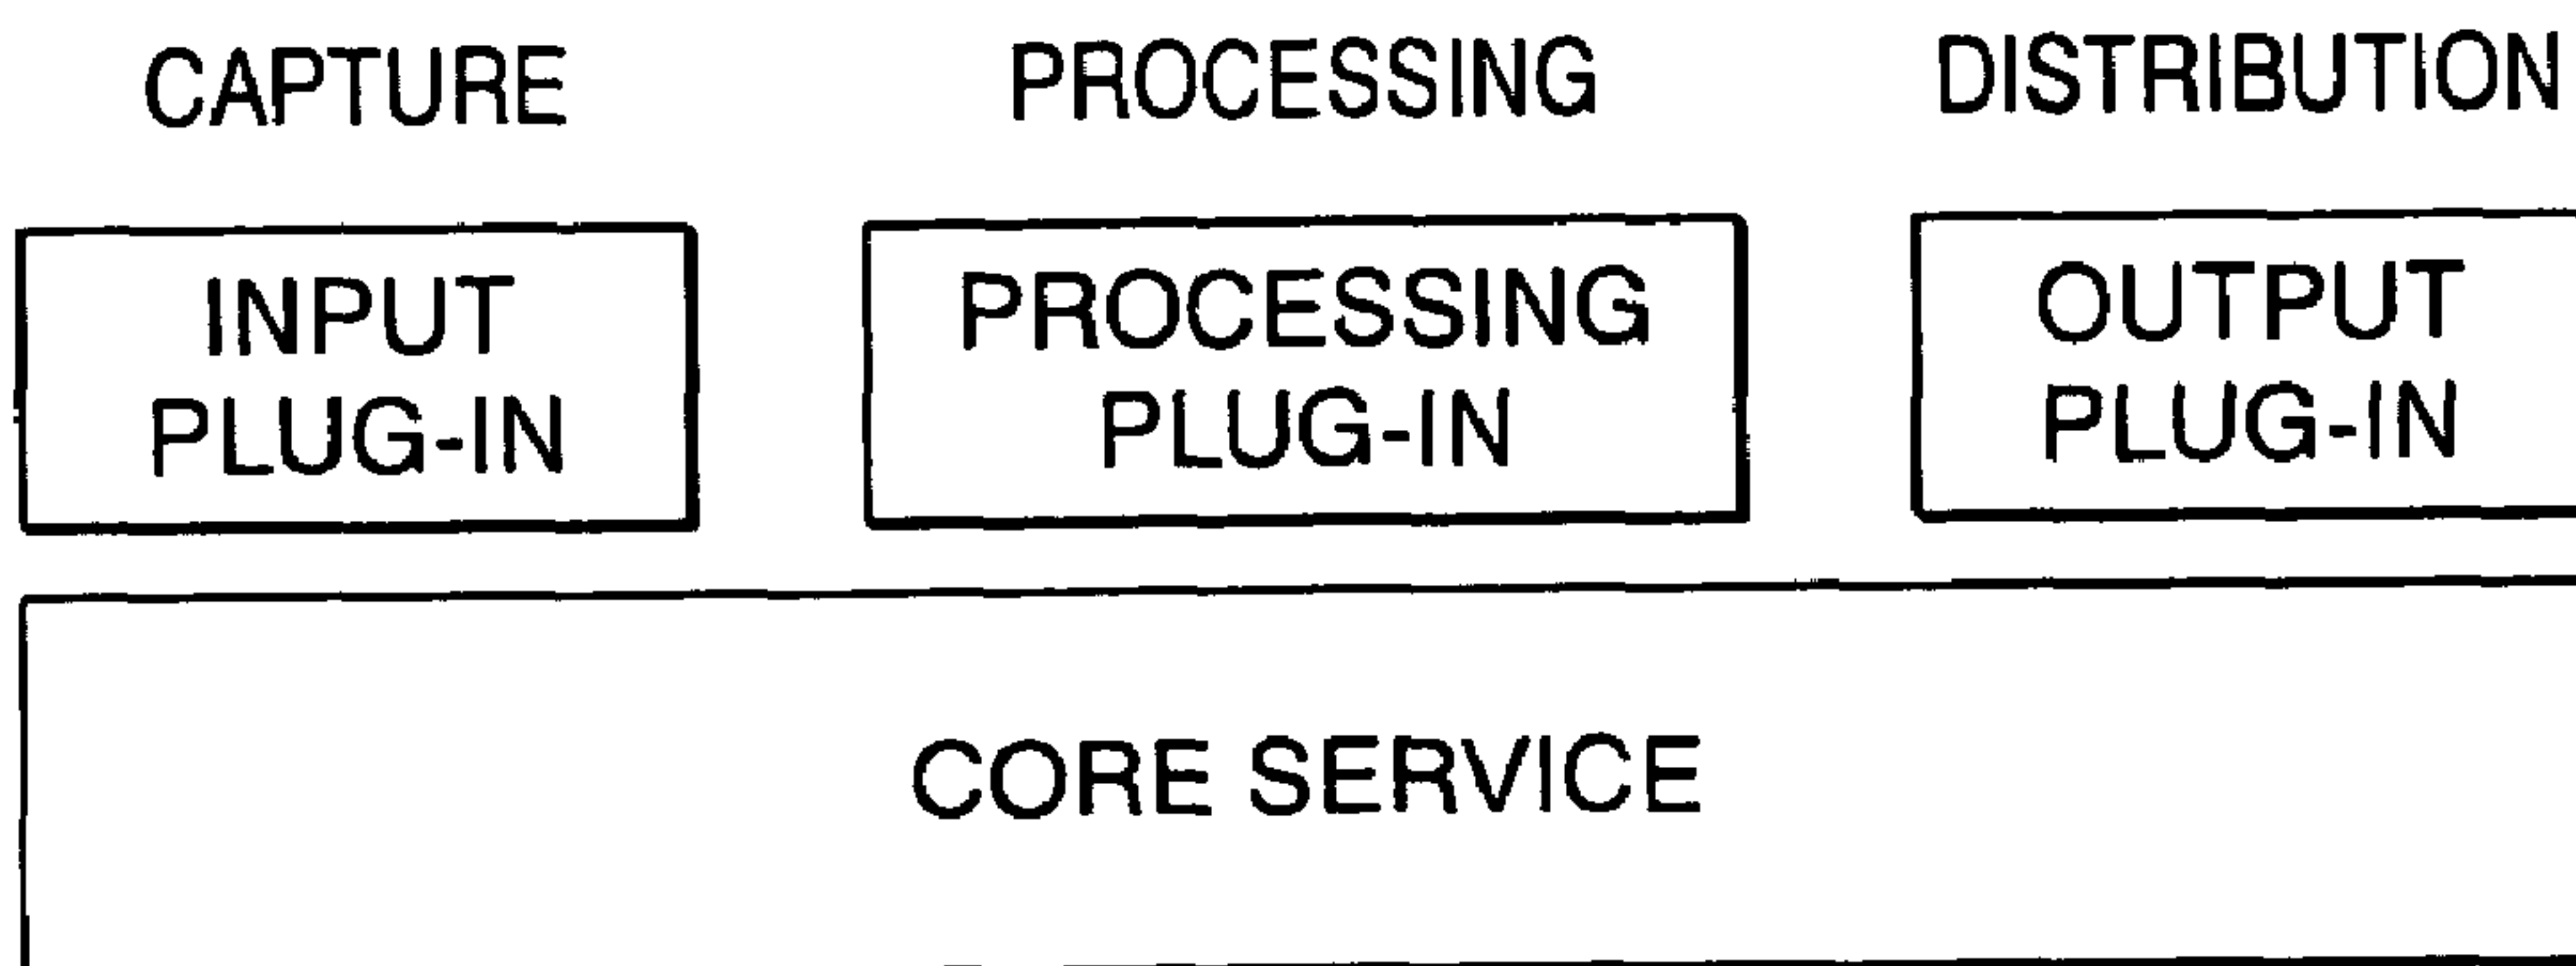 CAPTURE
PROCESSING
DISTRIBUTION
INPUT
PLUG-IN
PROCESSING
PLUG-IN
OUTPUT
PLUG-IN
CORE SERVICE